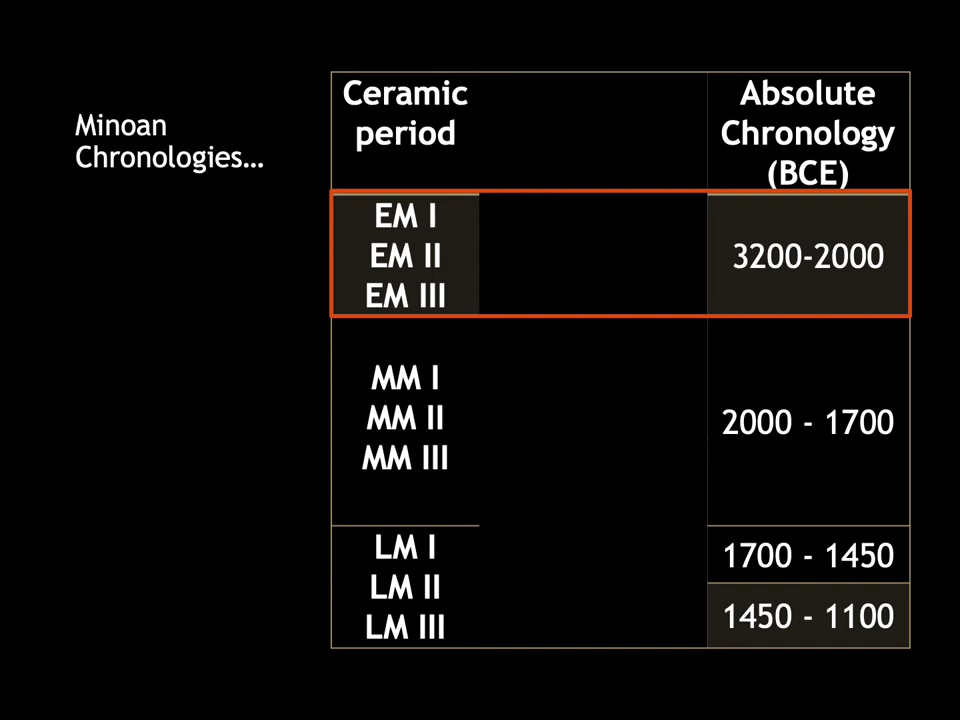 Minoan
Chronologies…
Ceramic
period
Absolute
Chronology
(BCE)
EM I
EM II
EM III
3200-2000
MM I
MM II
MM III
2000 - 1700
LM I
LM II
LM III
1700 - 1450
1450 - 1100